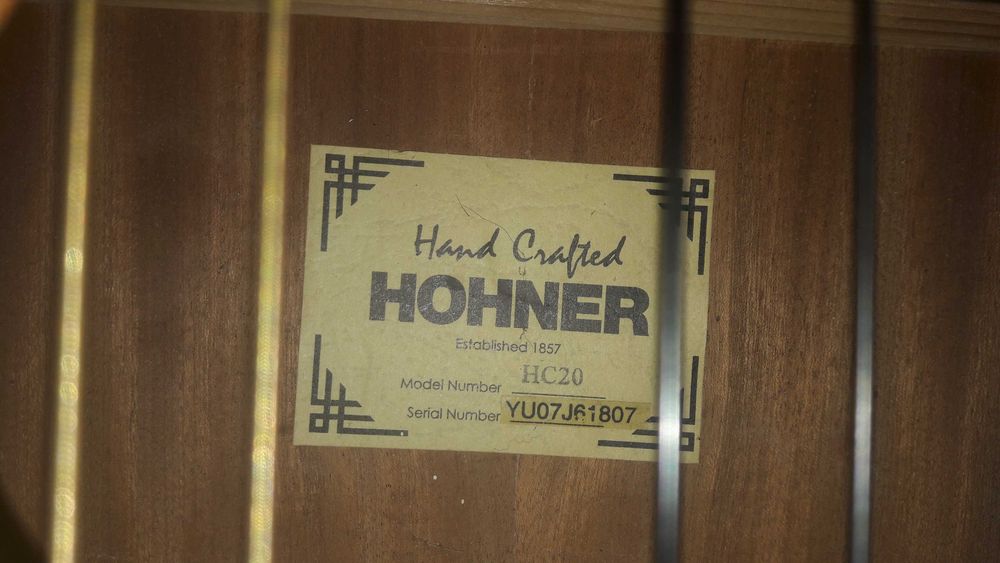 Hand Crafted
HOHNER
Established 1857
Model Number HC20
Serial Number YU07J61807